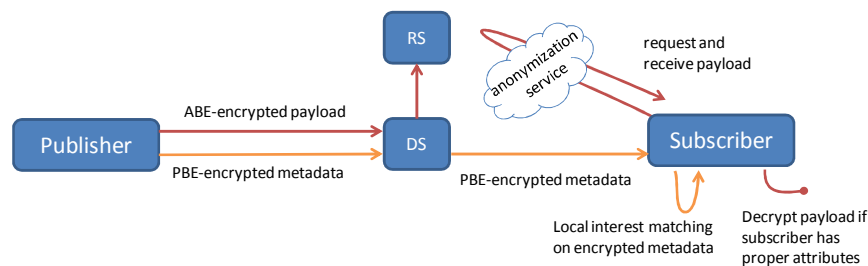 RS
anonymization
service
request and
receive payload
ABE-encrypted payload
Publisher
DS
Subscriber
PBE-encrypted metadata
PBE-encrypted metadata
Local interest matching
on encrypted metadata
Decrypt payload if
subscriber has
proper attributes